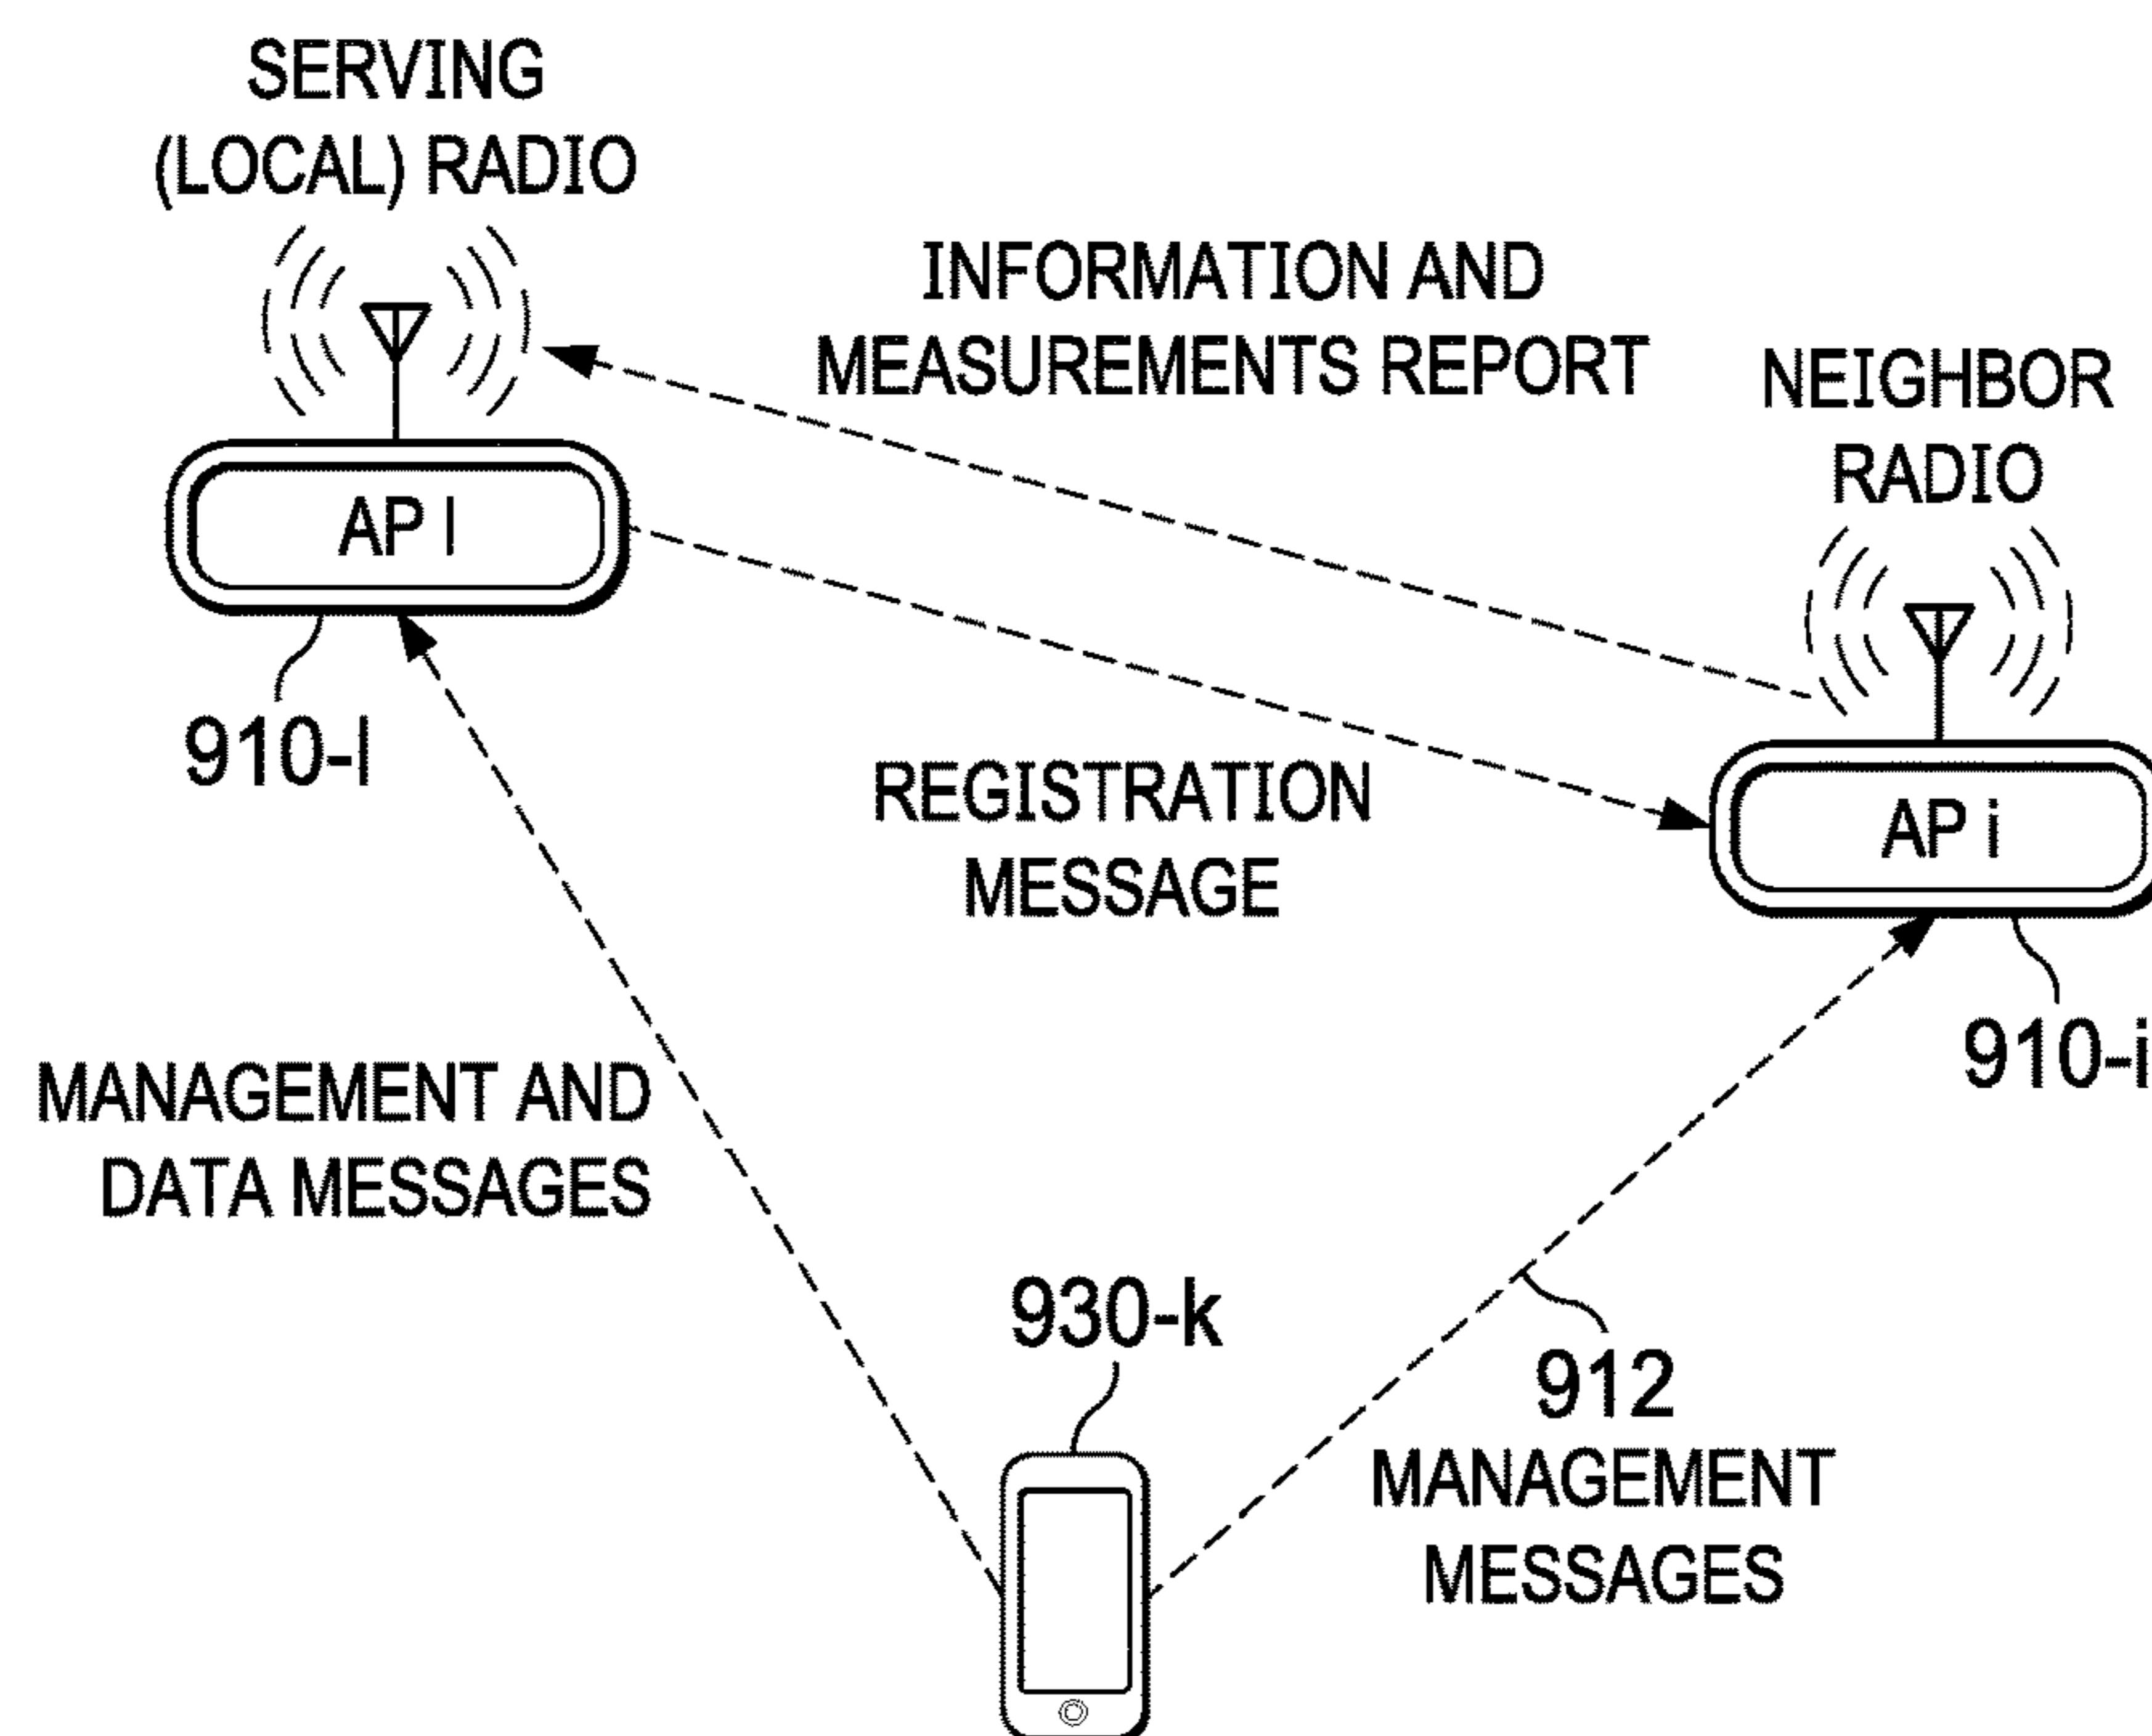 SERVING
(LOCAL) RADIO
INFORMATION AND
MEASUREMENTS REPORT
NEIGHBOR
RADIO
AP l
910-l
REGISTRATION
MESSAGE
AP i
910-i
MANAGEMENT AND
DATA MESSAGES
930-k
912
MANAGEMENT
MESSAGES